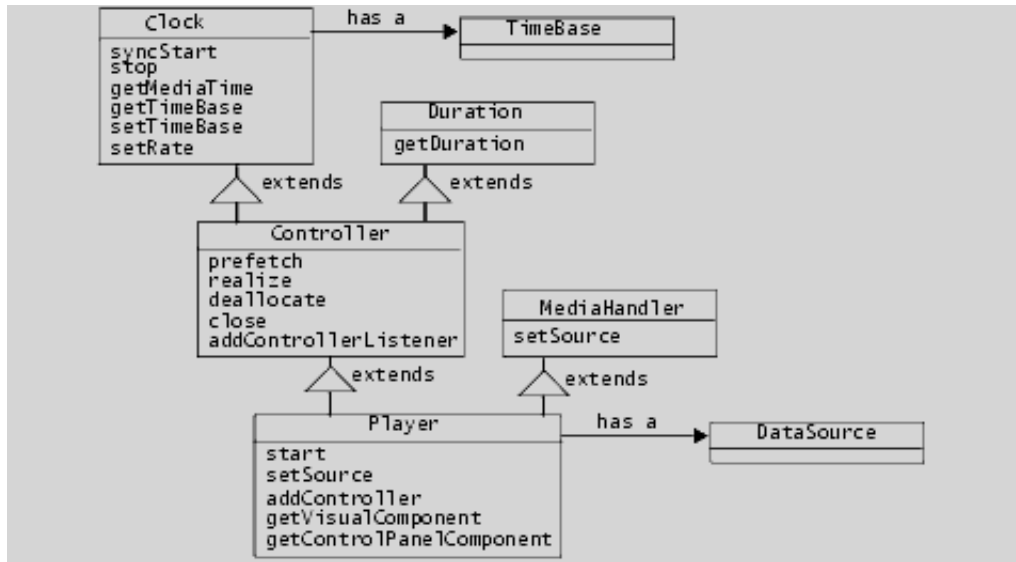 Clock
has a
TimeBase
syncStart
stop
getMediaTime
getTimeBase
setTimeBase
setRate
Duration
getDuration
extends
extends
Controller
prefetch
realize
deallocate
close
addControllerListener
MediaHandler
setSource
extends
extends
Player
has a
DataSource
start
setSource
addController
getVisualComponent
getControlPanelComponent